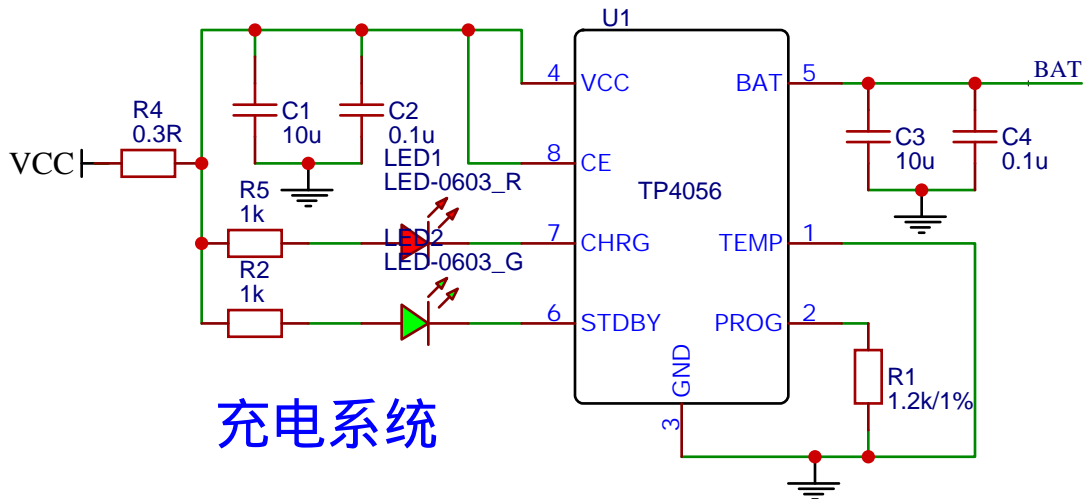 U1
4
VCC
BAT
5
BAT
R4
0.3R
C1
10u
C2
0.1u
C3
10u
C4
0.1u
VCC
LED1
LED-0603_R
8
CE
TP4056
R5
1k
LED2
LED-0603_G
7
CHRG
TEMP
1
R2
1k
6
STDBY
PROG
2
GND
3
R1
1.2k/1%
充电系统